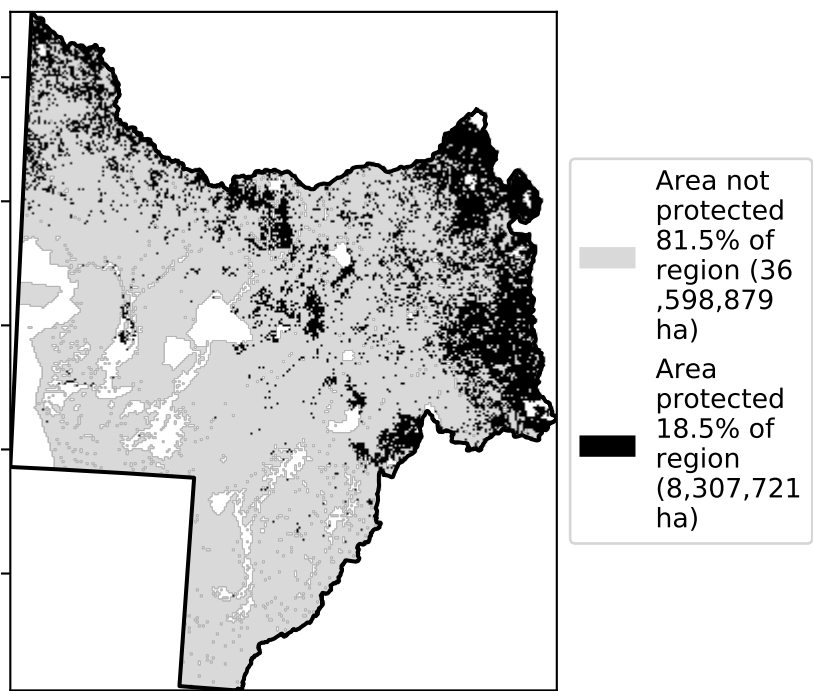 Area not
protected
81.5% of
region (36
,598,879
ha)
Area
protected
18.5% of
region
(8,307,721
ha)